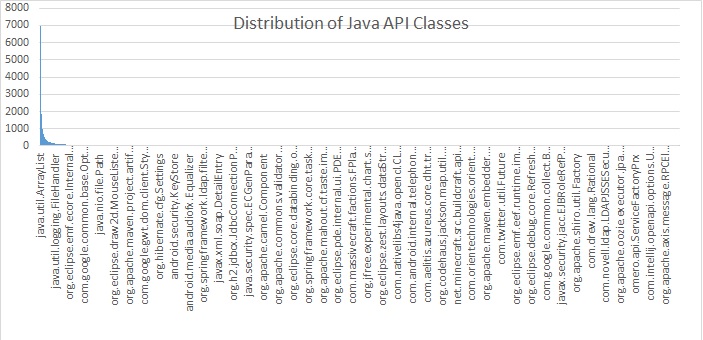 Distribution of Java API Classes
8000
7000
6000
5000
4000
3000
2000
1000
0
java.util.ArrayList
java.util.logging.FileHandler
org.eclipse.emf.ecore.Internal...
com.google.common.base.Opt...
java.nio.file.Path
org.eclipse.draw2d.MouseListe...
org.apache.maven.project.artif...
com.google.gwt.dom.client.Sty...
org.hibernate.cfg.Settings
android.security.KeyStore
android.media.audiofx.Equalizer
org.springframework.ldap.filte...
javax.xml.soap.DetailEntry
org.h2.jdbox.JdbcConnectionP...
java.security.spec.ECGenPara...
org.apache.camel.Component
org.apache.commons.validator...
org.eclipse.core.databinding.o...
org.springframework.core.task...
org.apache.mahout.cf.taste.im...
org.eclipse.pde.internal.ui.PDE...
com.massivecraft.factions.FPla...
org.jfree.experimental.chart.s...
org.eclipse.zest.layouts.dataStr...
com.nativelibs4java.opencl.CL...
com.android.internal.telephon...
com.aelitis.azureus.core.dht.tr...
org.codehaus.jackson.map.util...
net.minecraft.src.buildcraft.api...
com.orientechnologies.orient...
org.apache.maven.embedder...
com.twitter.util.Future
org.eclipse.emf.eef.runtime.im...
org.eclipse.debug.core.Refresh...
com.google.common.collect.B...
javax.security.jacc.EJBRoleRefP...
org.apache.shiro.util.Factory
com.drew.lang.Rational
com.novell.ldap.LDAPDSESecu...
org.apache.oozie.executor.jpa...
omero.api.ServiceFactoryPrx
com.intellij.openapi.options.U...
org.apache.axis.message.RPCEl...